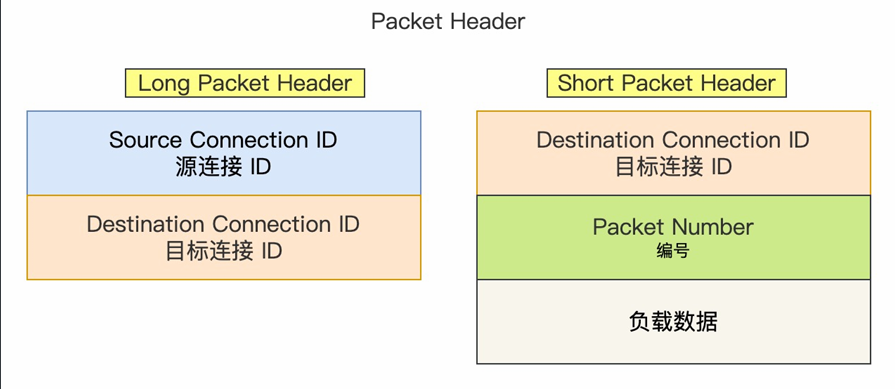 Packet Header
Long Packet Header
Source Connection ID
源连接 ID
Destination Connection ID
目标连接 ID
Short Packet Header
Destination Connection ID
目标连接 ID
Packet Number
编号
负载数据